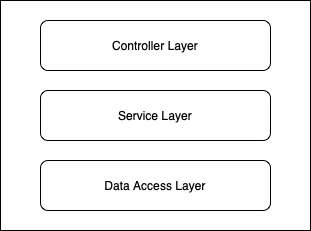 Controller Layer
Service Layer
Data Access Layer